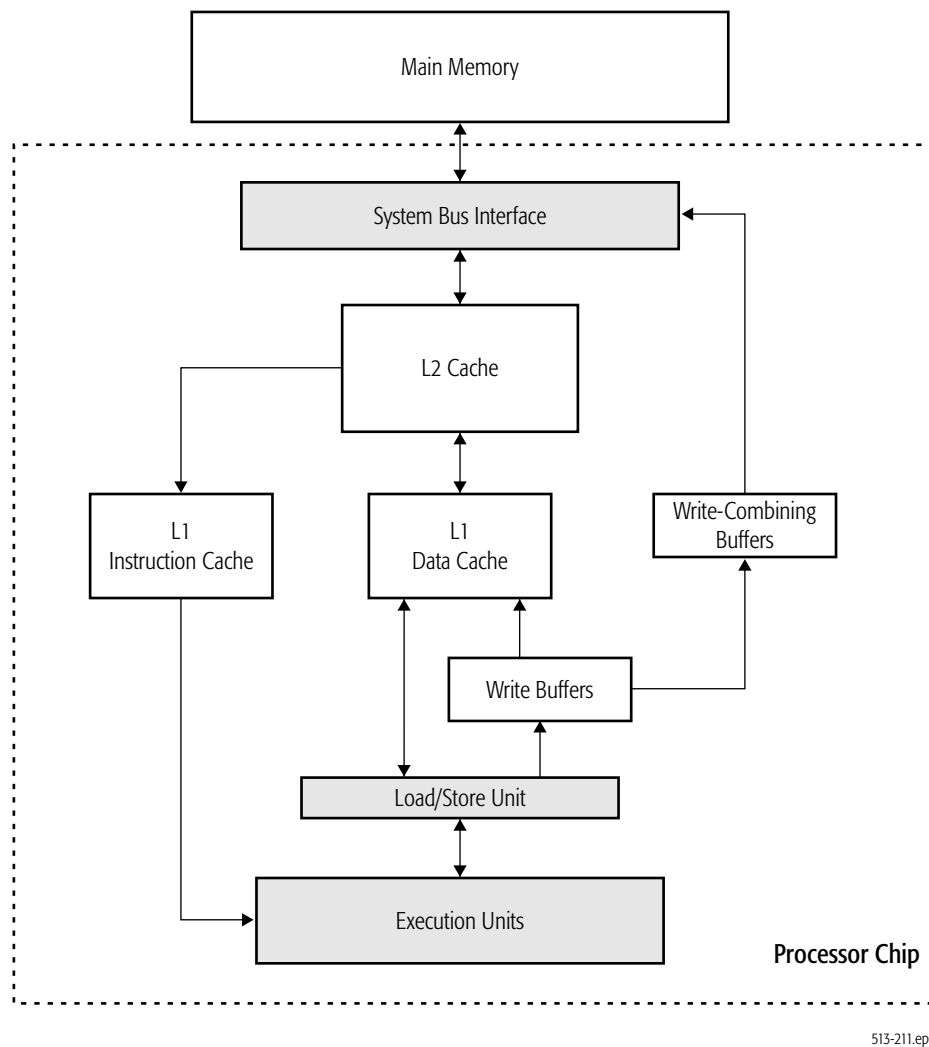 Main Memory
System Bus Interface
L2 Cache
L1
Instruction Cache
L1
Data Cache
Write-Combining
Buffers
Write Buffers
Load/Store Unit
Execution Units
Processor Chip
513-211.ep